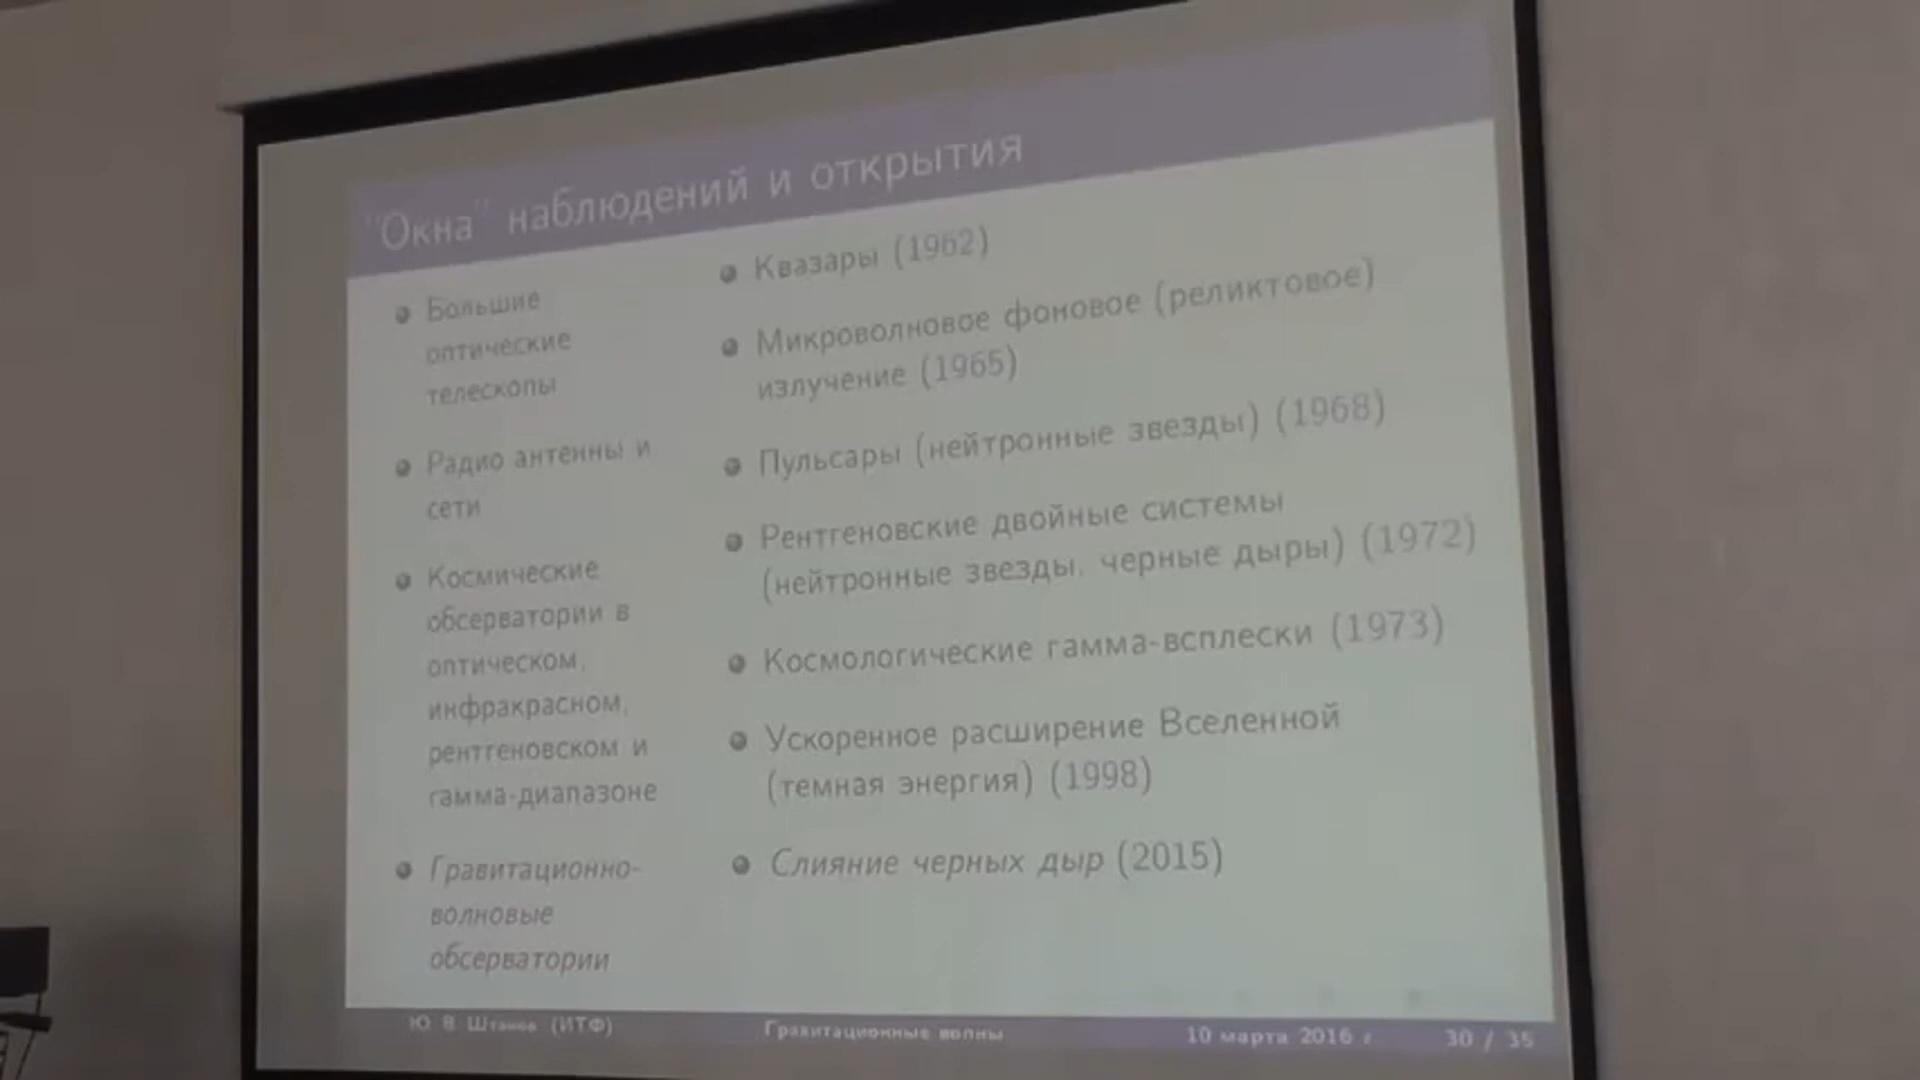 "Окна" наблюдений и открытия
Большие
оптические
телескопы
Радио антенны и
сети
Космические
обсерватории в
оптическом,
инфракрасном,
рентгеновском и
гамма-диапазоне
Гравитационно-
волновые
обсерватории
Квазары (1962)
Микроволновое фоновое (реликтовое)
излучение (1965)
Пульсары (нейтронные звезды) (1968)
Рентгеновские двойные системы
(нейтронные звезды, черные дыры) (1972)
Космологические гамма-всплески (1973)
Ускоренное расширение Вселенной
(темная энергия) (1998)
Слияние черных дыр (2015)
Ю. В. Штанов (ИТФ)
Гравитационные волны
10 марта 2016 г.
30 / 35